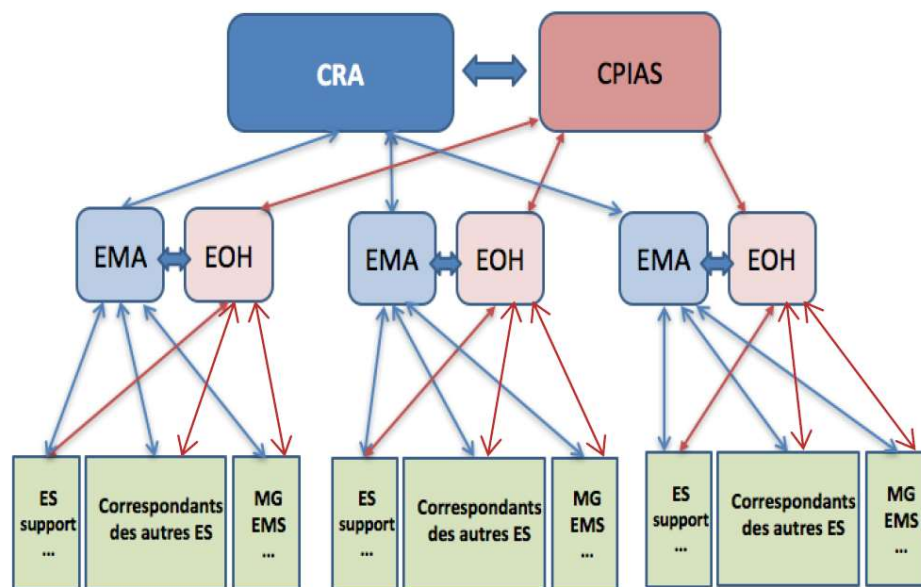 CRA
CPIAS
EMA
EOH
EMA
EOH
EMA
EOH
ES
support
...
Correspondants
des autres ES
MG
EMS
...
ES
support
...
Correspondants
des autres ES
MG
EMS
...
ES
support
...
Correspondants
des autres ES
MG
EMS
...